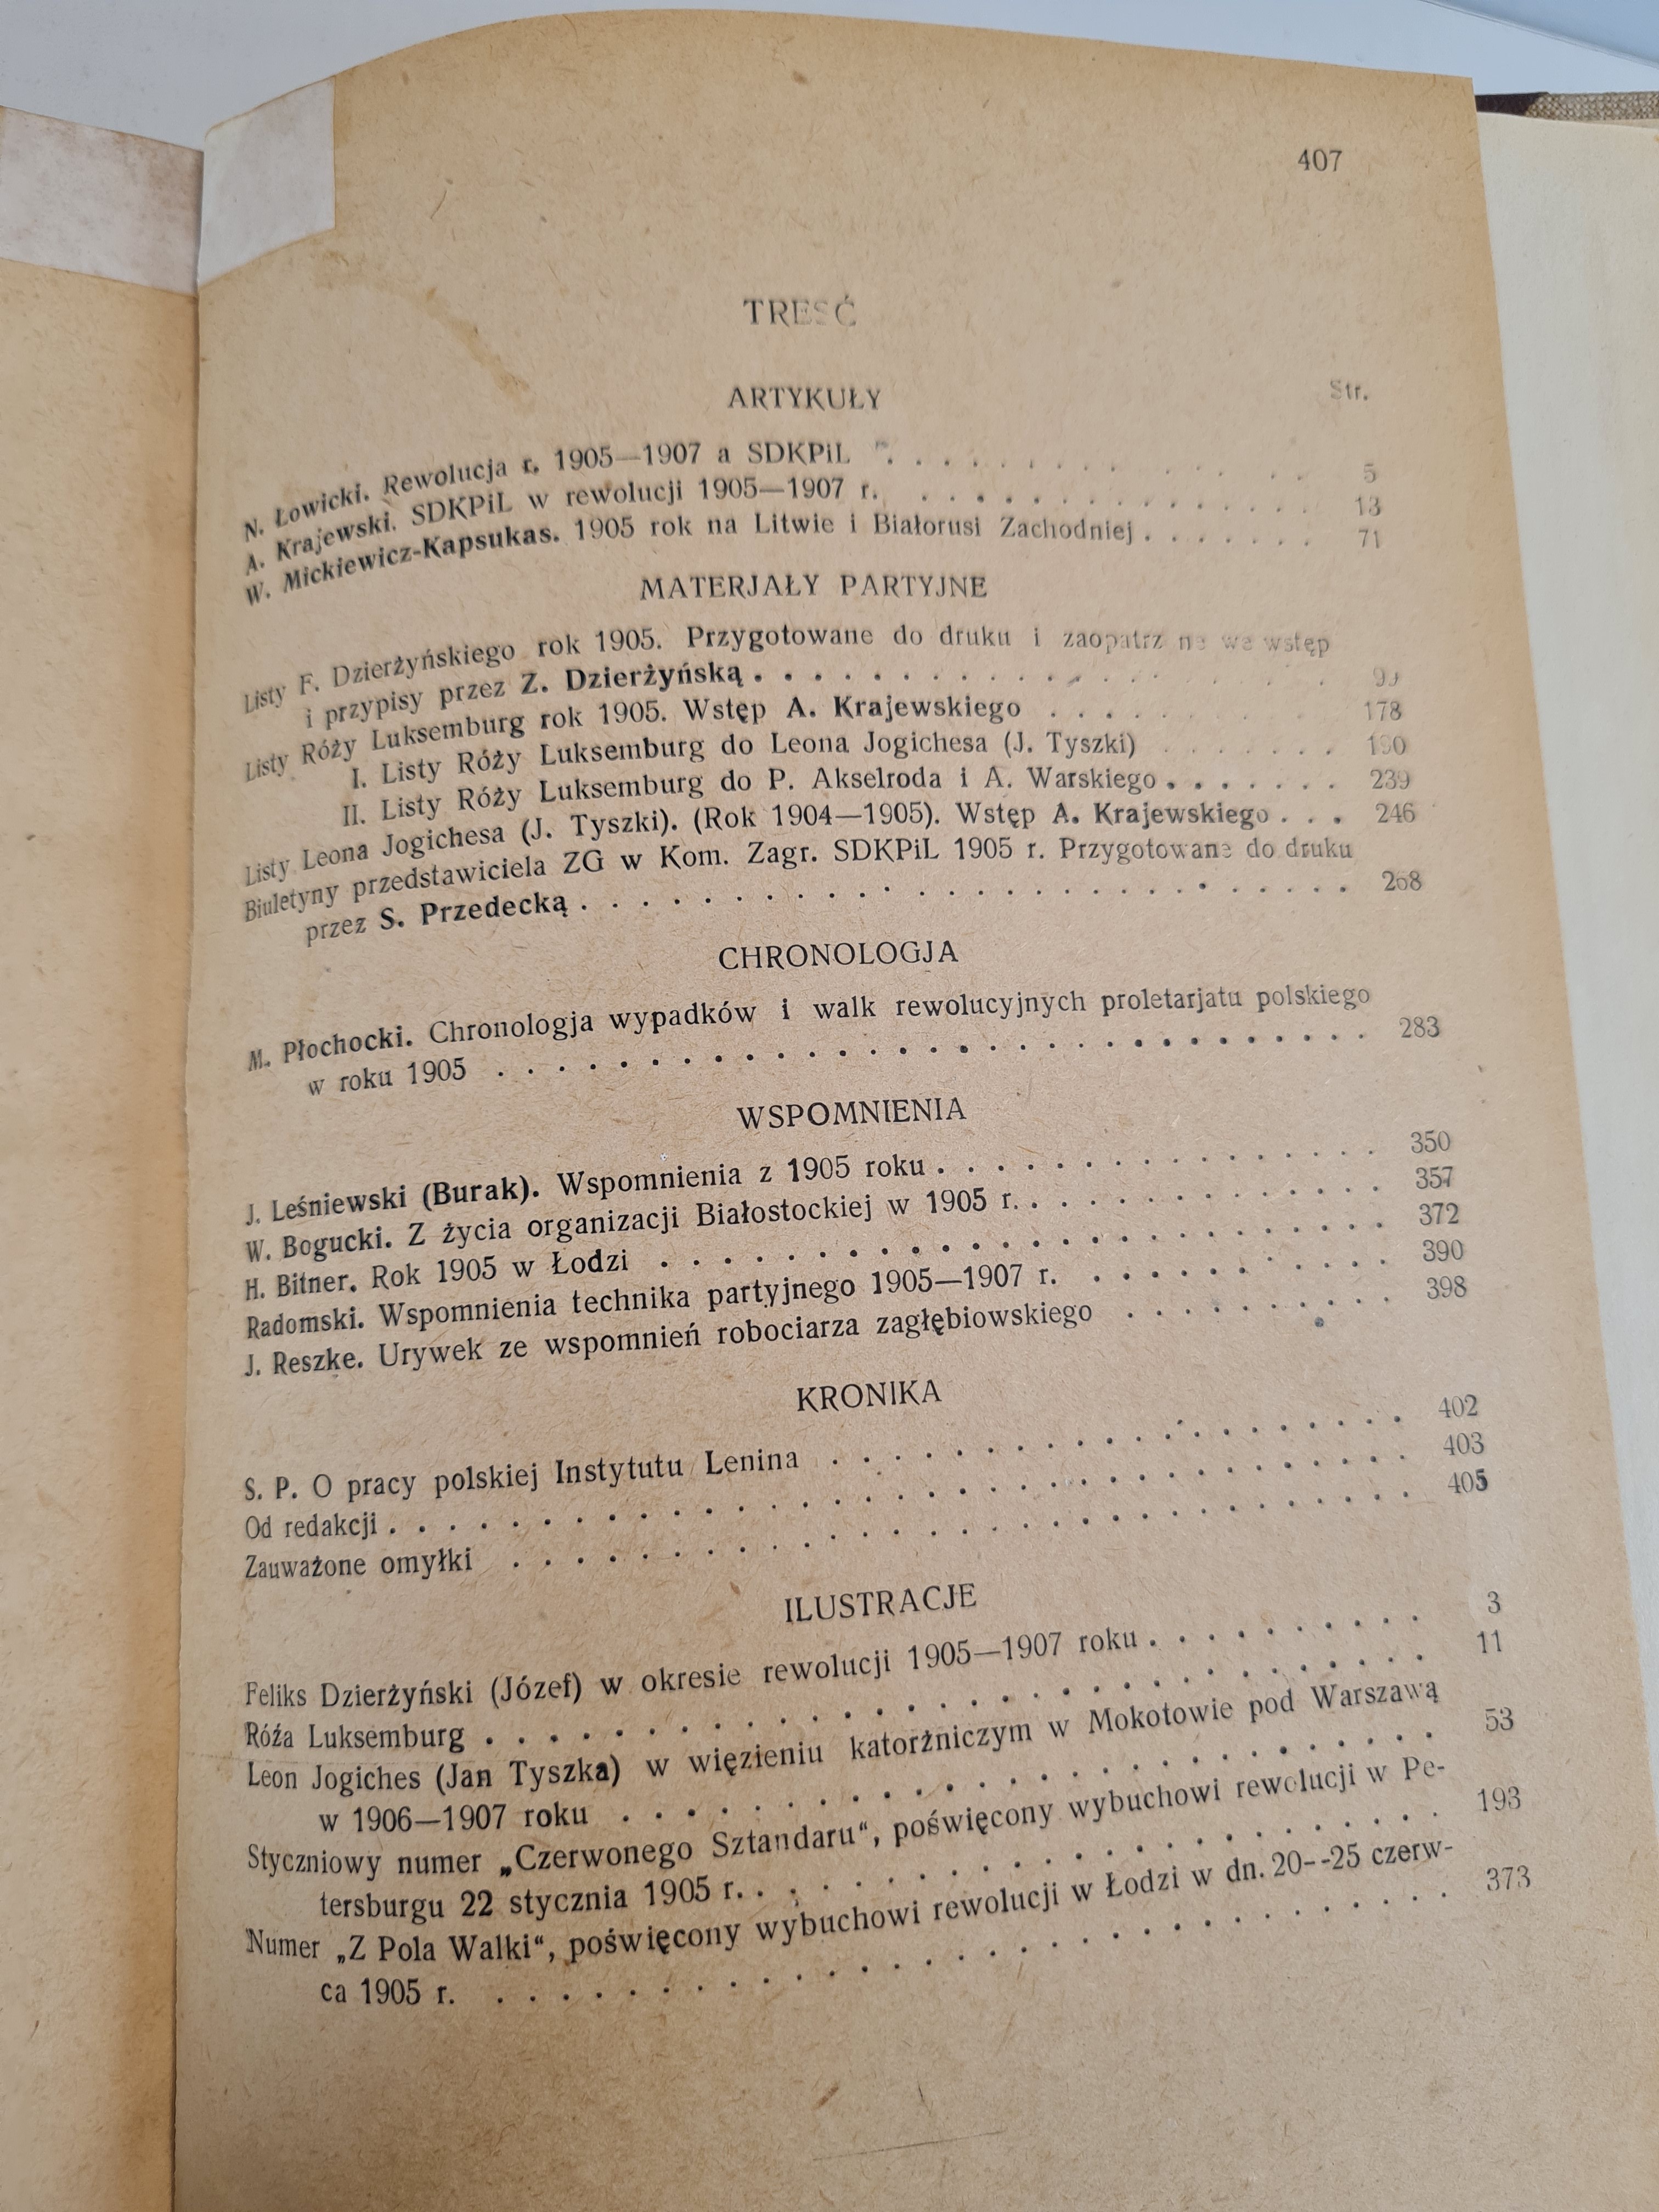 407
TREŚĆ
ARTYKUŁY
Str.
N. Łowicki. Rewolucja r. 1905—1907 a SDKPiL . . . . . . . . . . . 5
A. Krajewski. SDKPiL w rewolucji 1905—1907 r. . . . . . . . . . . 13
W. Mickiewicz-Kapsukas. 1905 rok na Litwie i Białorusi Zachodniej . . . . . . . 71
MATERJAŁY PARTYJNE
Listy F. Dzierżyńskiego rok 1905. Przygotowane do druku i we wstęp
i przypisy przez Z. Dzierżyńską . . . . . . . . . . . . . . . .
Listy Róży Luksemburg rok 1905. Wstęp A. Krajewskiego . . . . . . . 178
I. Listy Róży Luksemburg do Leona Jogichesa (J. Tyszki) . . . . . . .
II. Listy Róży Luksemburg do P. Akselroda i A. Warskiego . . . . . . . 239
Listy Leona Jogichesa (J. Tyszki). (Rok 1904—1905). Wstęp A. Krajewskiego . . . 246
Biuletyny przedstawiciela ZG w Kom. Zagr. SDKPiL 1905 r. Przygotowane do druku
przez S. Przedecką . . . . . . . . . . . . . . . . . . . . . . 268
CHRONOLOGJA
M. Płochocki. Chronologja wypadków i walk rewolucyjnych proletarjatu polskiego
w roku 1905 . . . . . . . . . . . . . . . . . . . . . . . . . 283
WSPOMNIENIA
J. Leśniewski (Burak). Wspomnienia z 1905 roku . . . . . . . . . . . . . . 350
W. Bogucki. Z życia organizacji Białostockiej w 1905 r. . . . . . . . . . . . . 357
H. Bitner. Rok 1905 w Łodzi . . . . . . . . . . . . . . . . . . . . . . 372
Radomski. Wspomnienia technika partyjnego 1905—1907 r. . . . . . . . . . . 390
J. Reszke. Urywek ze wspomnień robociarza zagłębiowskiego . . . . . . . . . 398
KRONIKA
S. P. O pracy polskiej Instytutu Lenina . . . . . . . . . . . . . . . . . . 402
Od redakcji . . . . . . . . . . . . . . . . . . . . . . . . . . . . . . 403
Zauważone omyłki . . . . . . . . . . . . . . . . . . . . . . . . . . . 405
ILUSTRACJE
Feliks Dzierżyński (Józef) w okresie rewolucji 1905—1907 roku . . . . . . . . . 3
Róża Luksemburg . . . . . . . . . . . . . . . . . . . . . . . . . . . . 11
Leon Jogiches (Jan Tyszka) w więzieniu katorżniczym w Mokotowie pod Warszawą
w 1906—1907 roku . . . . . . . . . . . . . . . . . . . . . . . . . 53
Styczniowy numer „Czerwonego Sztandaru“, poświęcony wybuchowi rewolucji w Pe-
tersburgu 22 stycznia 1905 r. . . . . . . . . . . . . . . . . . . . . . 193
Numer „Z Pola Walki“, poświęcony wybuchowi rewolucji w Łodzi w dn. 20--25 czerw-
ca 1905 r. . . . . . . . . . . . . . . . . . . . . . . . . . . . . . 373